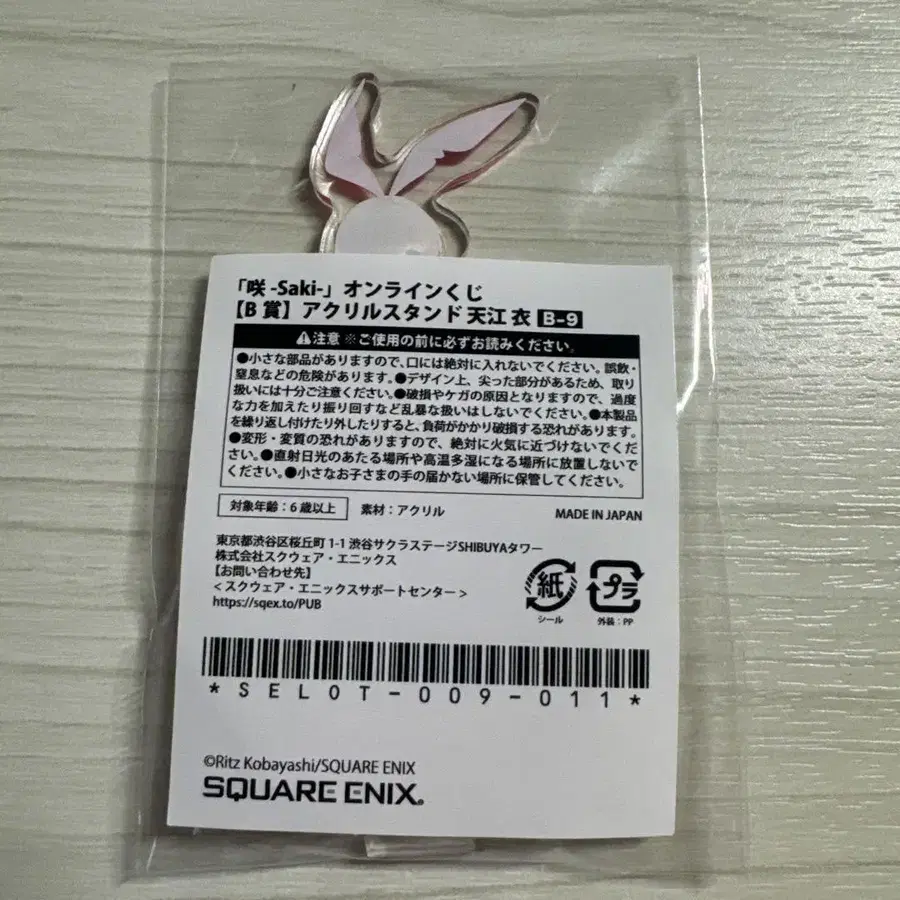 「咲 -Saki-」オンラインくじ
【B 賞】アクリルスタンド 天江 衣 B-9
⚠注意 ※ご使用の前に必ずお読みください。
●小さな部品がありますので、口には絶対に入れないでください。誤飲・
窒息などの危険があります。●デザイン上、尖った部分があるため、取り
扱いには十分ご注意ください。●破損やケガの原因となりますので、過度
な力を加えたり振り回すなど乱暴な扱いはしないでください。●本製品
を繰り返し付けたり外したりすると、負荷がかかり破損する恐れがあります。
●変形・変質の恐れがありますので、絶対に火気に近づけないでくだ
さい。●直射日光のあたる場所や高温多湿になる場所に放置しないで
ください。●小さなお子さまの手の届かない場所に保管してください。
対象年齢：6 歳以上 素材：アクリル MADE IN JAPAN
東京都渋谷区桜丘町 1-1 渋谷サクラステージSHIBUYAタワー
株式会社スクウェア・エニックス
【お問い合わせ先】
＜スクウェア・エニックスサポートセンター＞
https://sqex.to/PUB
紙 プラ
シール 外装：PP
*SEL0T-009-011*
©Ritz Kobayashi/SQUARE ENIX
SQUARE ENIX®